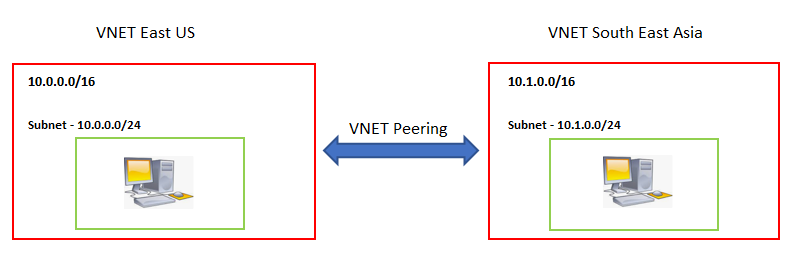 VNET East US
VNET South East Asia
10.0.0.0/16
10.1.0.0/16
Subnet - 10.0.0.0/24
VNET Peering
Subnet - 10.1.0.0/24